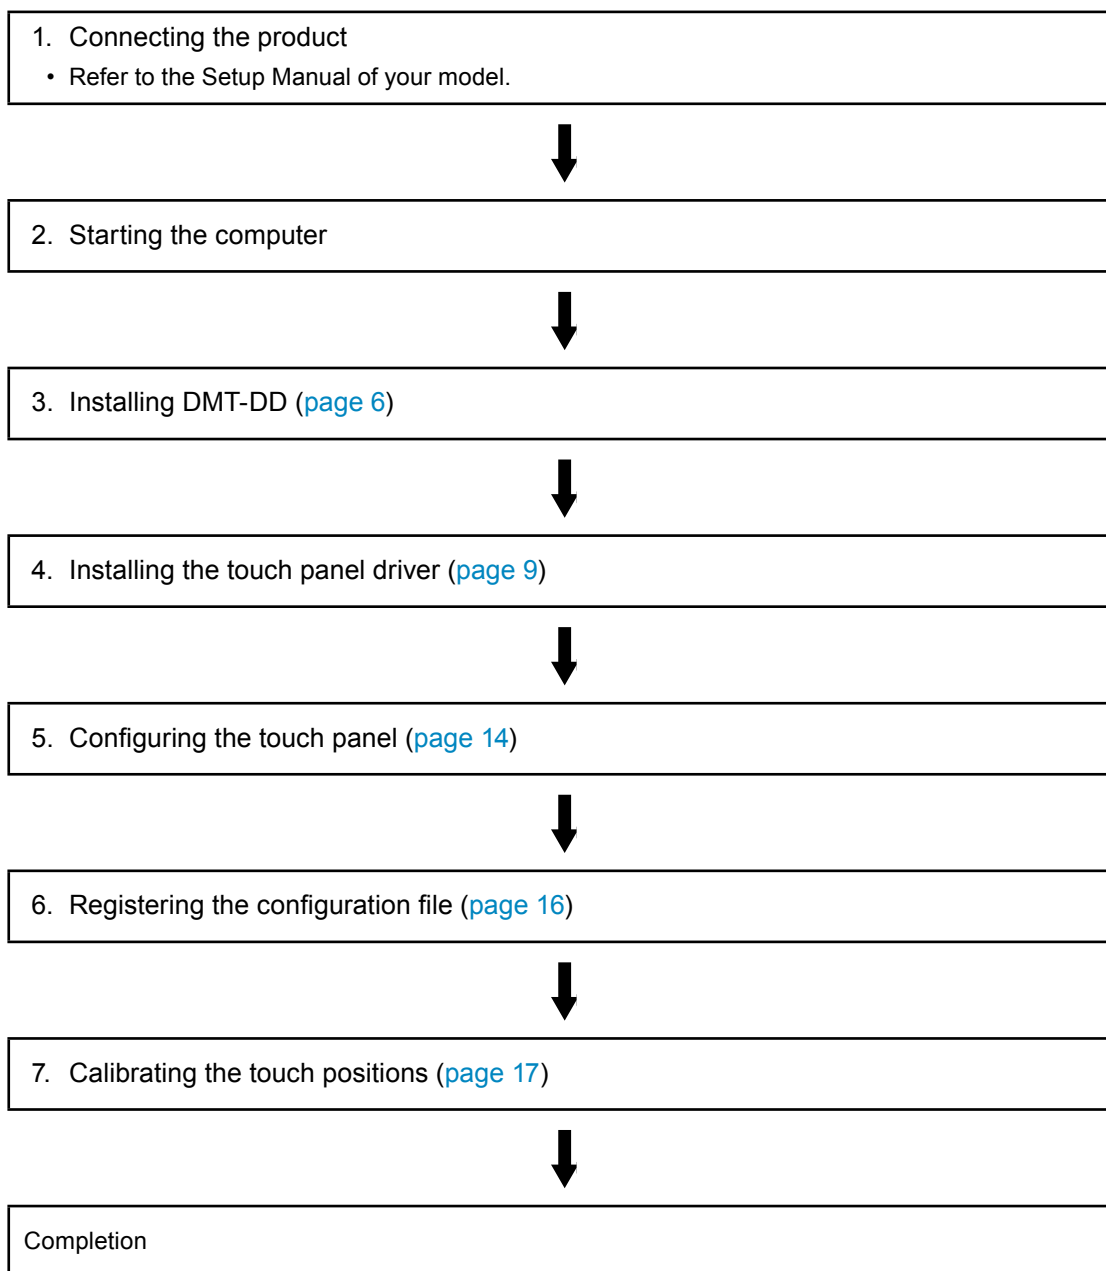 1. Connecting the product
• Refer to the Setup Manual of your model.
2. Starting the computer
3. Installing DMT-DD (page 6)
4. Installing the touch panel driver (page 9)
5. Configuring the touch panel (page 14)
6. Registering the configuration file (page 16)
7. Calibrating the touch positions (page 17)
Completion